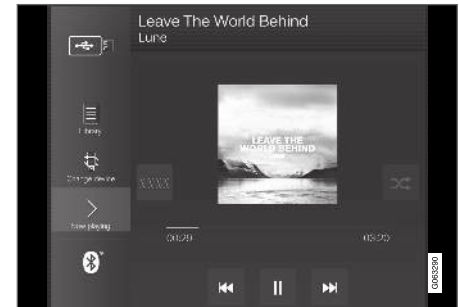 Leave The World Behind
Lune
Library
LEAVE THE
WORLD BEHIND
Change device
XXXX
Now playing
00:29
03:20
G063290